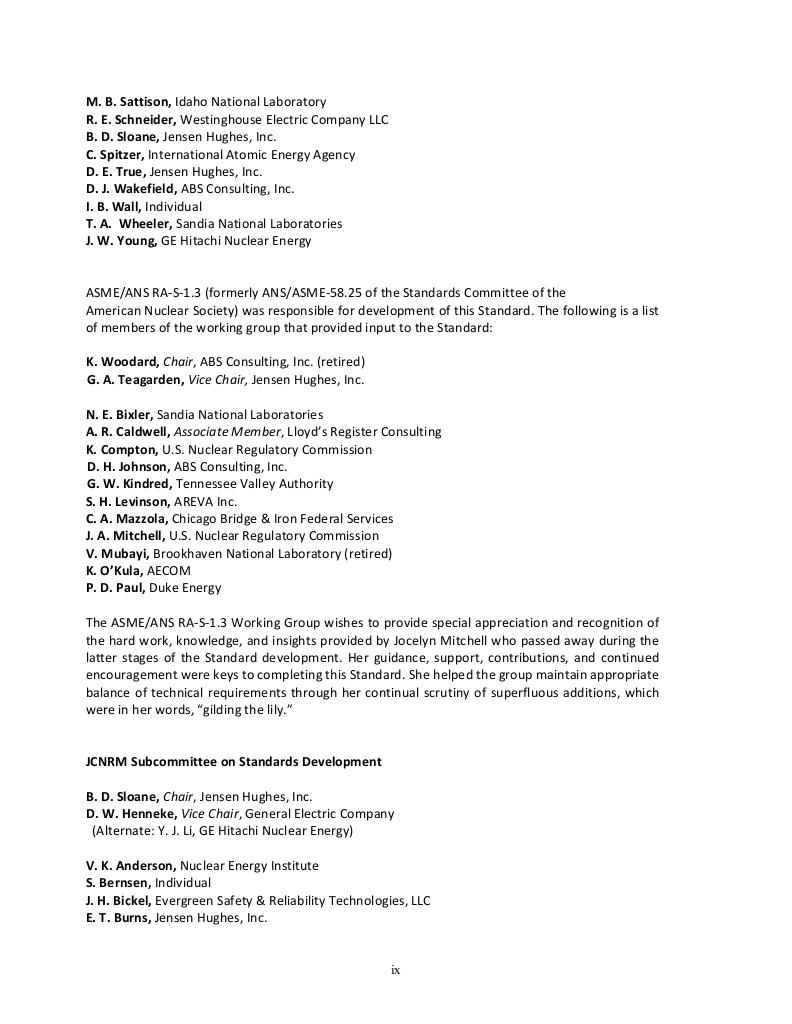 M. B. Sattison, Idaho National Laboratory
R. E. Schneider, Westinghouse Electric Company LLC
B. D. Sloane, Jensen Hughes, Inc.
C. Spitzer, International Atomic Energy Agency
D. E. True, Jensen Hughes, Inc.
D. J. Wakefield, ABS Consulting, Inc.
I. B. Wall, Individual
T. A.  Wheeler, Sandia National Laboratories
J. W. Young, GE Hitachi Nuclear Energy
ASME/ANS RA-S-1.3 (formerly ANS/ASME-58.25 of the Standards Committee of the
American Nuclear Society) was responsible for development of this Standard. The following is a list
of members of the working group that provided input to the Standard:
K. Woodard, Chair, ABS Consulting, Inc. (retired)
G. A. Teagarden, Vice Chair, Jensen Hughes, Inc.
N. E. Bixler, Sandia National Laboratories
A. R. Caldwell, Associate Member, Lloyd’s Register Consulting
K. Compton, U.S. Nuclear Regulatory Commission
D. H. Johnson, ABS Consulting, Inc.
G. W. Kindred, Tennessee Valley Authority
S. H. Levinson, AREVA Inc.
C. A. Mazzola, Chicago Bridge & Iron Federal Services
J. A. Mitchell, U.S. Nuclear Regulatory Commission
V. Mubayi, Brookhaven National Laboratory (retired)
K. O’Kula, AECOM
P. D. Paul, Duke Energy
The ASME/ANS RA-S-1.3 Working Group wishes to provide special appreciation and recognition of
the hard work, knowledge, and insights provided by Jocelyn Mitchell who passed away during the
latter stages of the Standard development. Her guidance, support, contributions, and continued
encouragement were keys to completing this Standard. She helped the group maintain appropriate
balance of technical requirements through her continual scrutiny of superfluous additions, which
were in her words, “gilding the lily.”
JCNRM Subcommittee on Standards Development
B. D. Sloane, Chair, Jensen Hughes, Inc.
D. W. Henneke, Vice Chair, General Electric Company
(Alternate: Y. J. Li, GE Hitachi Nuclear Energy)
V. K. Anderson, Nuclear Energy Institute
S. Bernsen, Individual
J. H. Bickel, Evergreen Safety & Reliability Technologies, LLC
E. T. Burns, Jensen Hughes, Inc.
ix